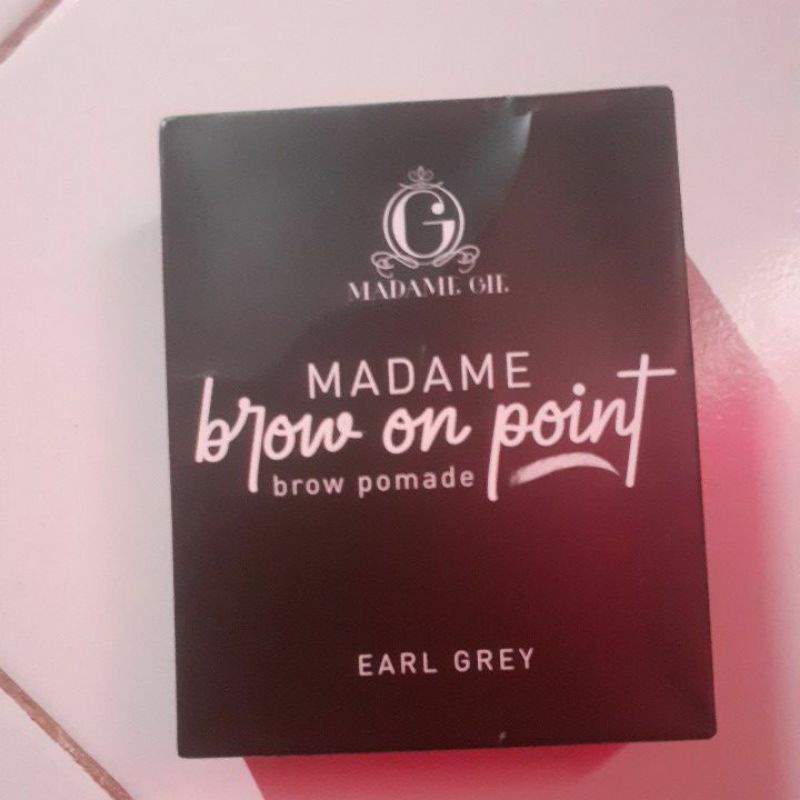 G
MADAME GIE
MADAME
brow on point
brow pomade
EARL GREY